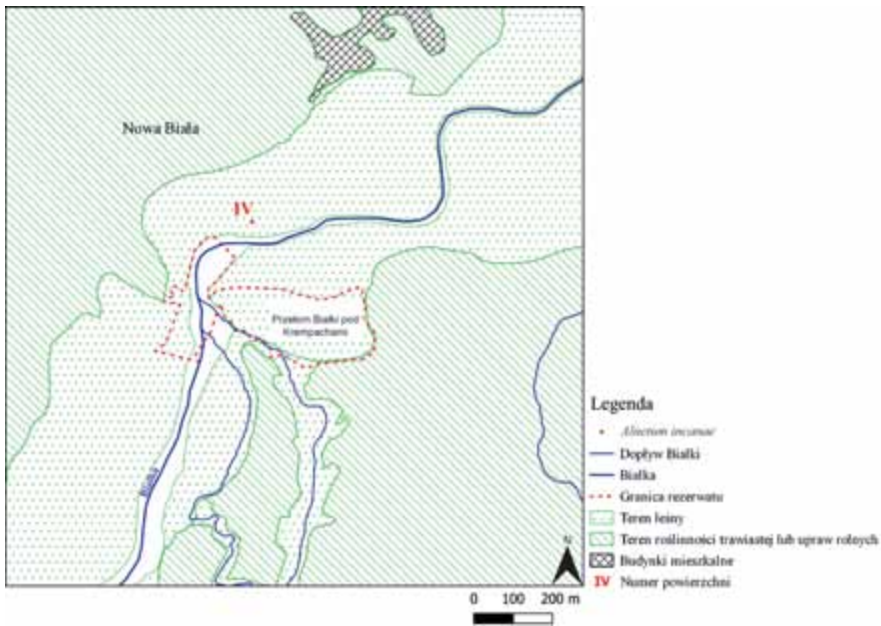 Nowa Biała
IV
Przełom Białki pod
Krempachami
Białka
Legenda
Alnetum incanae
Dopływ Białki
Białka
Granica rezerwatu
Teren leśny
Teren roślinności trawiastej lub upraw rolnych
Budynki mieszkalne
IV Numer powierzchni
N
0 100 200 m